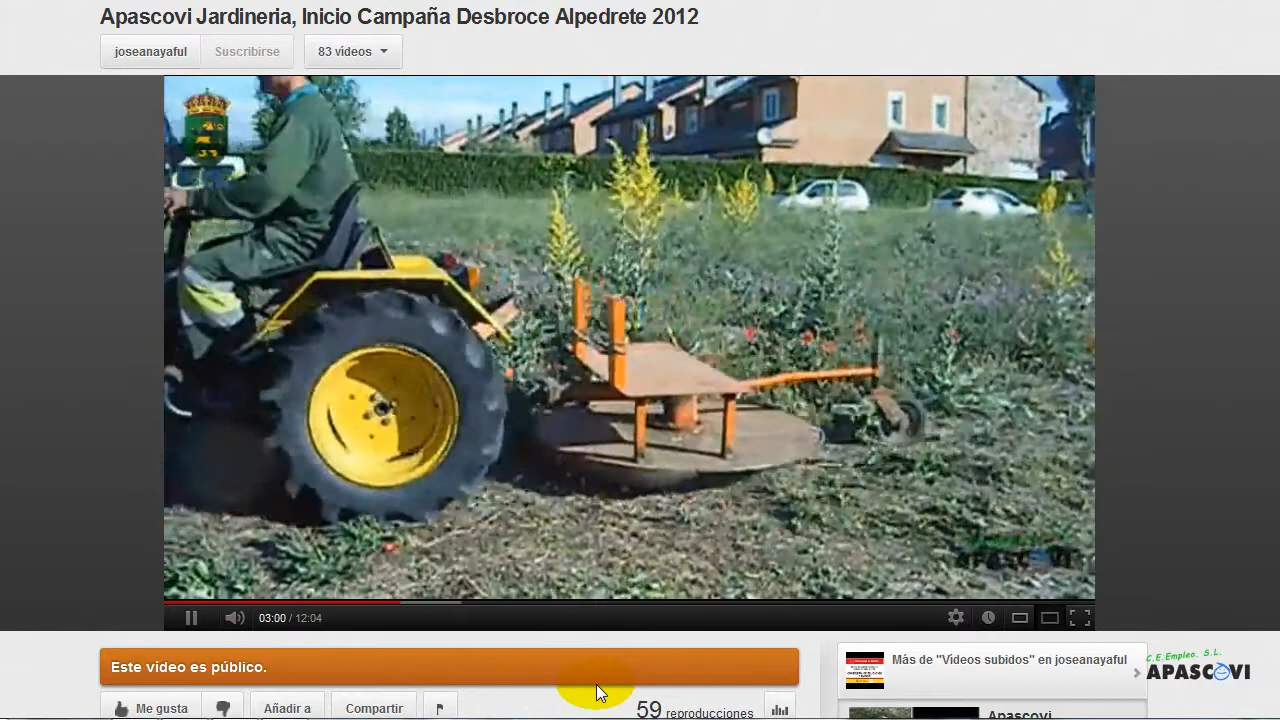 Apascovi Jardineria, Inicio Campaña Desbroce Alpedrete 2012
joseanayaful Suscribirse 83 videos
APASCOVI
03:00 / 12:04
Este video es público.
Más de "Videos subidos" en joseanayaful
C.E.Empleo. S.L.
APASCOVI
Me gusta Añadir a Compartir 59 reproducciones
Apascovi